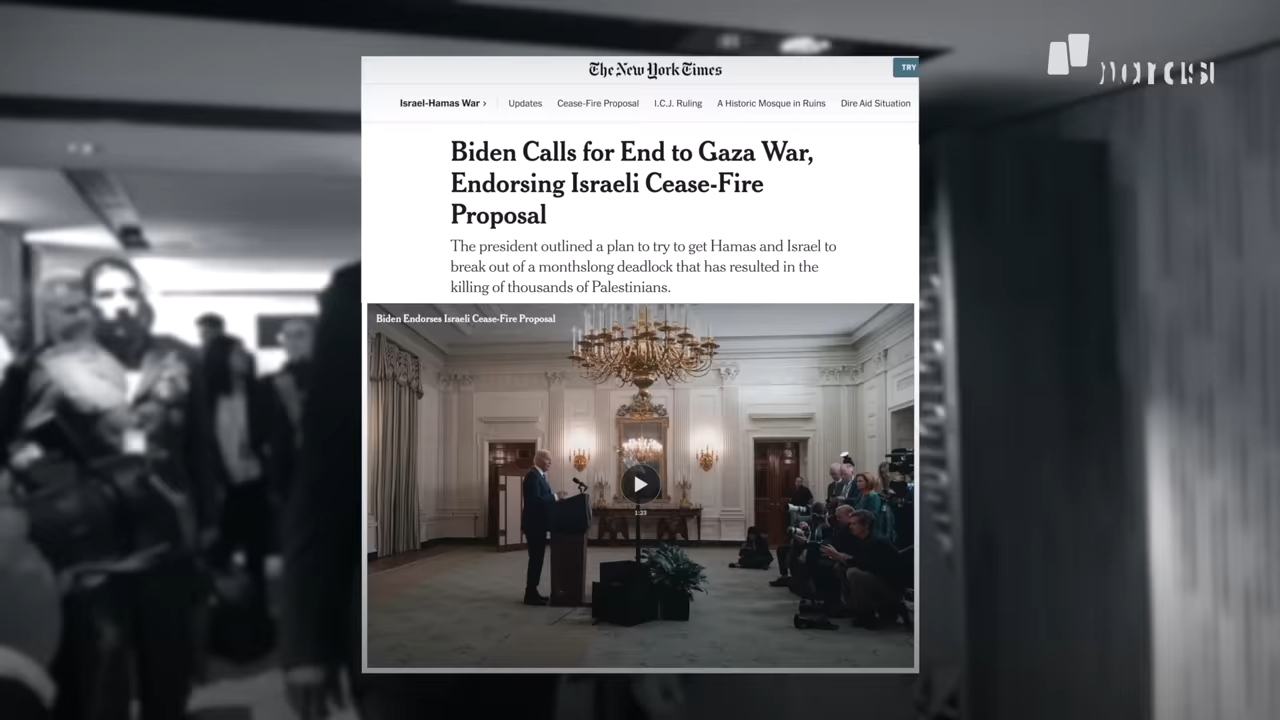 The New York Times
TRY
Israel-Hamas War › Updates Cease-Fire Proposal I.C.J. Ruling A Historic Mosque in Ruins Dire Aid Situation
Biden Calls for End to Gaza War,
Endorsing Israeli Cease-Fire
Proposal
The president outlined a plan to try to get Hamas and Israel to
break out of a monthslong deadlock that has resulted in the
killing of thousands of Palestinians.
Biden Endorses Israeli Cease-Fire Proposal
1:33